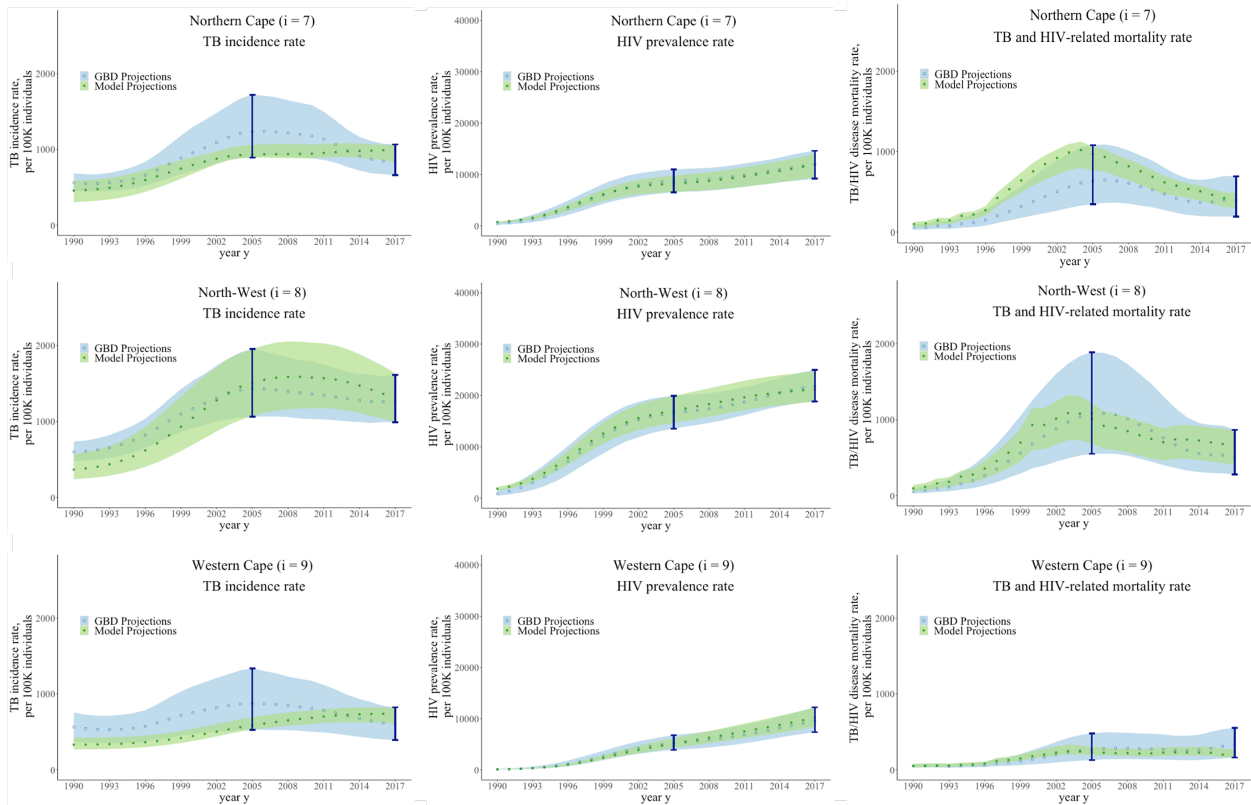 Northern Cape (i = 7)
TB incidence rate
TB incidence rate,
per 100K individuals
2000
1000
0
GBD Projections
Model Projections
1990 1993 1996 1999 2002 2005 2008 2011 2014 2017
year y
Northern Cape (i = 7)
HIV prevalence rate
HIV prevalence rate,
per 100K individuals
40000
30000
20000
10000
0
GBD Projections
Model Projections
1990 1993 1996 1999 2002 2005 2008 2011 2014 2017
year y
Northern Cape (i = 7)
TB and HIV-related mortality rate
TB/HIV disease mortality rate,
per 100K individuals
2000
1000
0
GBD Projections
Model Projections
1990 1993 1996 1999 2002 2005 2008 2011 2014 2017
year y
North-West (i = 8)
TB incidence rate
TB incidence rate,
per 100K individuals
2000
1000
0
GBD Projections
Model Projections
1990 1993 1996 1999 2002 2005 2008 2011 2014 2017
year y
North-West (i = 8)
HIV prevalence rate
HIV prevalence rate,
per 100K individuals
40000
30000
20000
10000
0
GBD Projections
Model Projections
1990 1993 1996 1999 2002 2005 2008 2011 2014 2017
year y
North-West (i = 8)
TB and HIV-related mortality rate
TB/HIV disease mortality rate,
per 100K individuals
2000
1000
0
GBD Projections
Model Projections
1990 1993 1996 1999 2002 2005 2008 2011 2014 2017
year y
Western Cape (i = 9)
TB incidence rate
TB incidence rate,
per 100K individuals
2000
1000
0
GBD Projections
Model Projections
1990 1993 1996 1999 2002 2005 2008 2011 2014 2017
year y
Western Cape (i = 9)
HIV prevalence rate
HIV prevalence rate,
per 100K individuals
40000
30000
20000
10000
0
GBD Projections
Model Projections
1990 1993 1996 1999 2002 2005 2008 2011 2014 2017
year y
Western Cape (i = 9)
TB and HIV-related mortality rate
TB/HIV disease mortality rate,
per 100K individuals
2000
1000
0
GBD Projections
Model Projections
1990 1993 1996 1999 2002 2005 2008 2011 2014 2017
year y